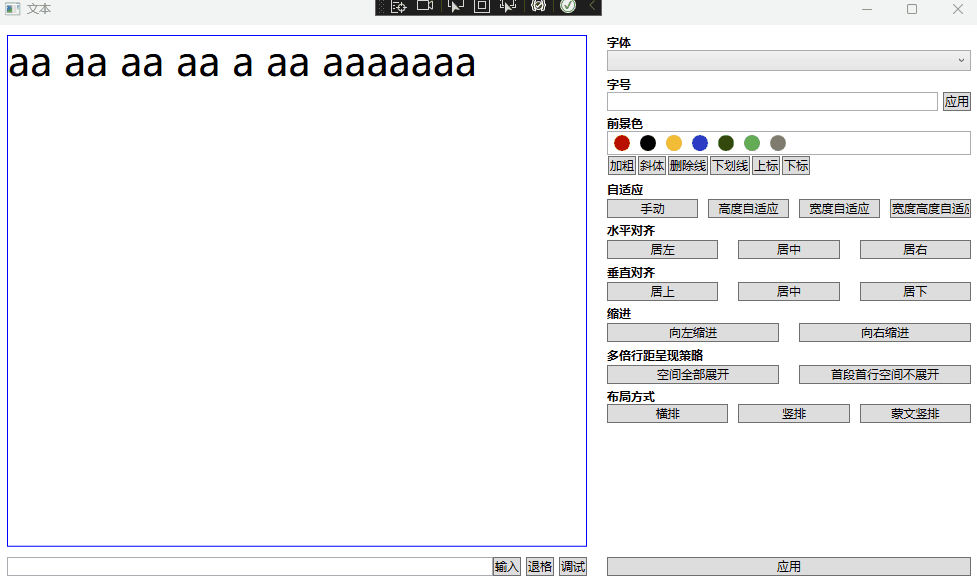 文本
aa aa aa aa a aa aaaaaaa
字体
字号
应用
前景色
加粗 斜体 删除线 下划线 上标 下标
自适应
手动 高度自适应 宽度自适应 宽度高度自适应
水平对齐
居左 居中 居右
垂直对齐
居上 居中 居下
缩进
向左缩进 向右缩进
多倍行距呈现策略
空间全部展开 首段首行空间不展开
布局方式
横排 竖排 蒙文竖排
输入 退格 调试 应用